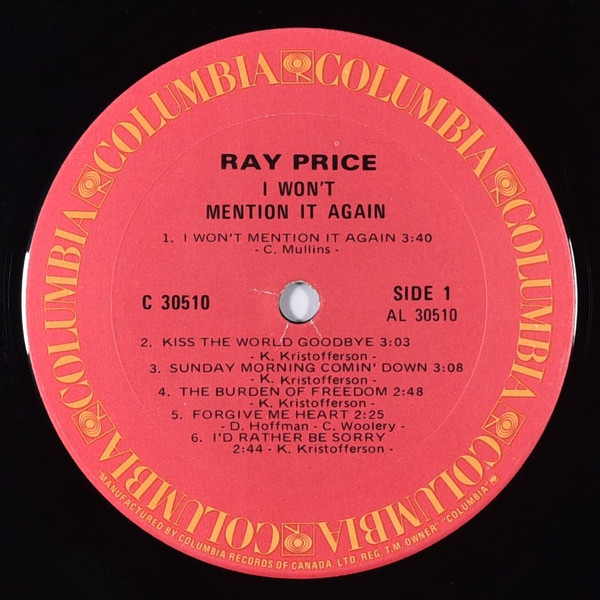 COLUMBIA COLUMBIA COLUMBIA COLUMBIA COLUMBIA COLUMBIA COLUMBIA COLUMBIA
RAY PRICE
I WON'T
MENTION IT AGAIN
1. I WON'T MENTION IT AGAIN 3:40
- C. Mullins -
C 30510
SIDE 1
AL 30510
2. KISS THE WORLD GOODBYE 3:03
- K. Kristofferson -
3. SUNDAY MORNING COMIN' DOWN 3:08
- K. Kristofferson -
4. THE BURDEN OF FREEDOM 2:48
- K. Kristofferson -
5. FORGIVE ME HEART 2:25
- D. Hoffman - C. Woolery -
6. I'D RATHER BE SORRY
2:44 - K. Kristofferson -
"MANUFACTURED BY COLUMBIA RECORDS OF CANADA, LTD. REG. T.M. OWNER" "COLUMBIA".